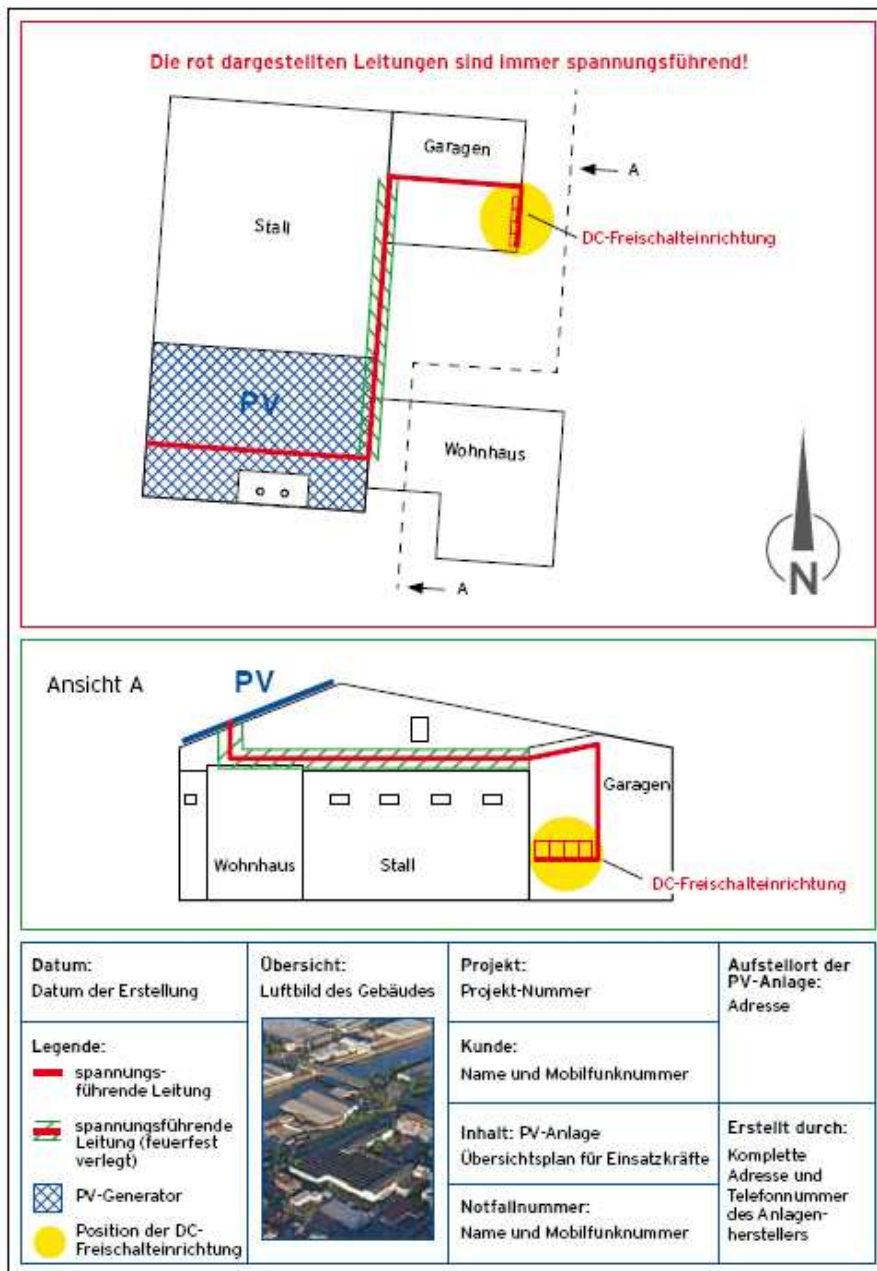 Die rot dargestellten Leitungen sind immer spannungsführend!
Garagen
A
Stall
DC-Freischalteinrichtung
PV
Wohnhaus
A
N
Ansicht A
PV
Garagen
Wohnhaus
Stall
DC-Freischalteinrichtung
Datum:
Datum der Erstellung
Legende:
spannungs-
führende Leitung
spannungsführende
Leitung (feuerfest
verlegt)
PV-Generator
Position der DC-
Freischalteinrichtung
Übersicht:
Luftbild des Gebäudes
Projekt:
Projekt-Nummer
Kunde:
Name und Mobilfunknummer
Inhalt: PV-Anlage
Übersichtsplan für Einsatzkräfte
Notfallnummer:
Name und Mobilfunknummer
Aufstellort der
PV-Anlage:
Adresse
Erstellt durch:
Komplette
Adresse und
Telefonnummer
des Anlagen-
herstellers